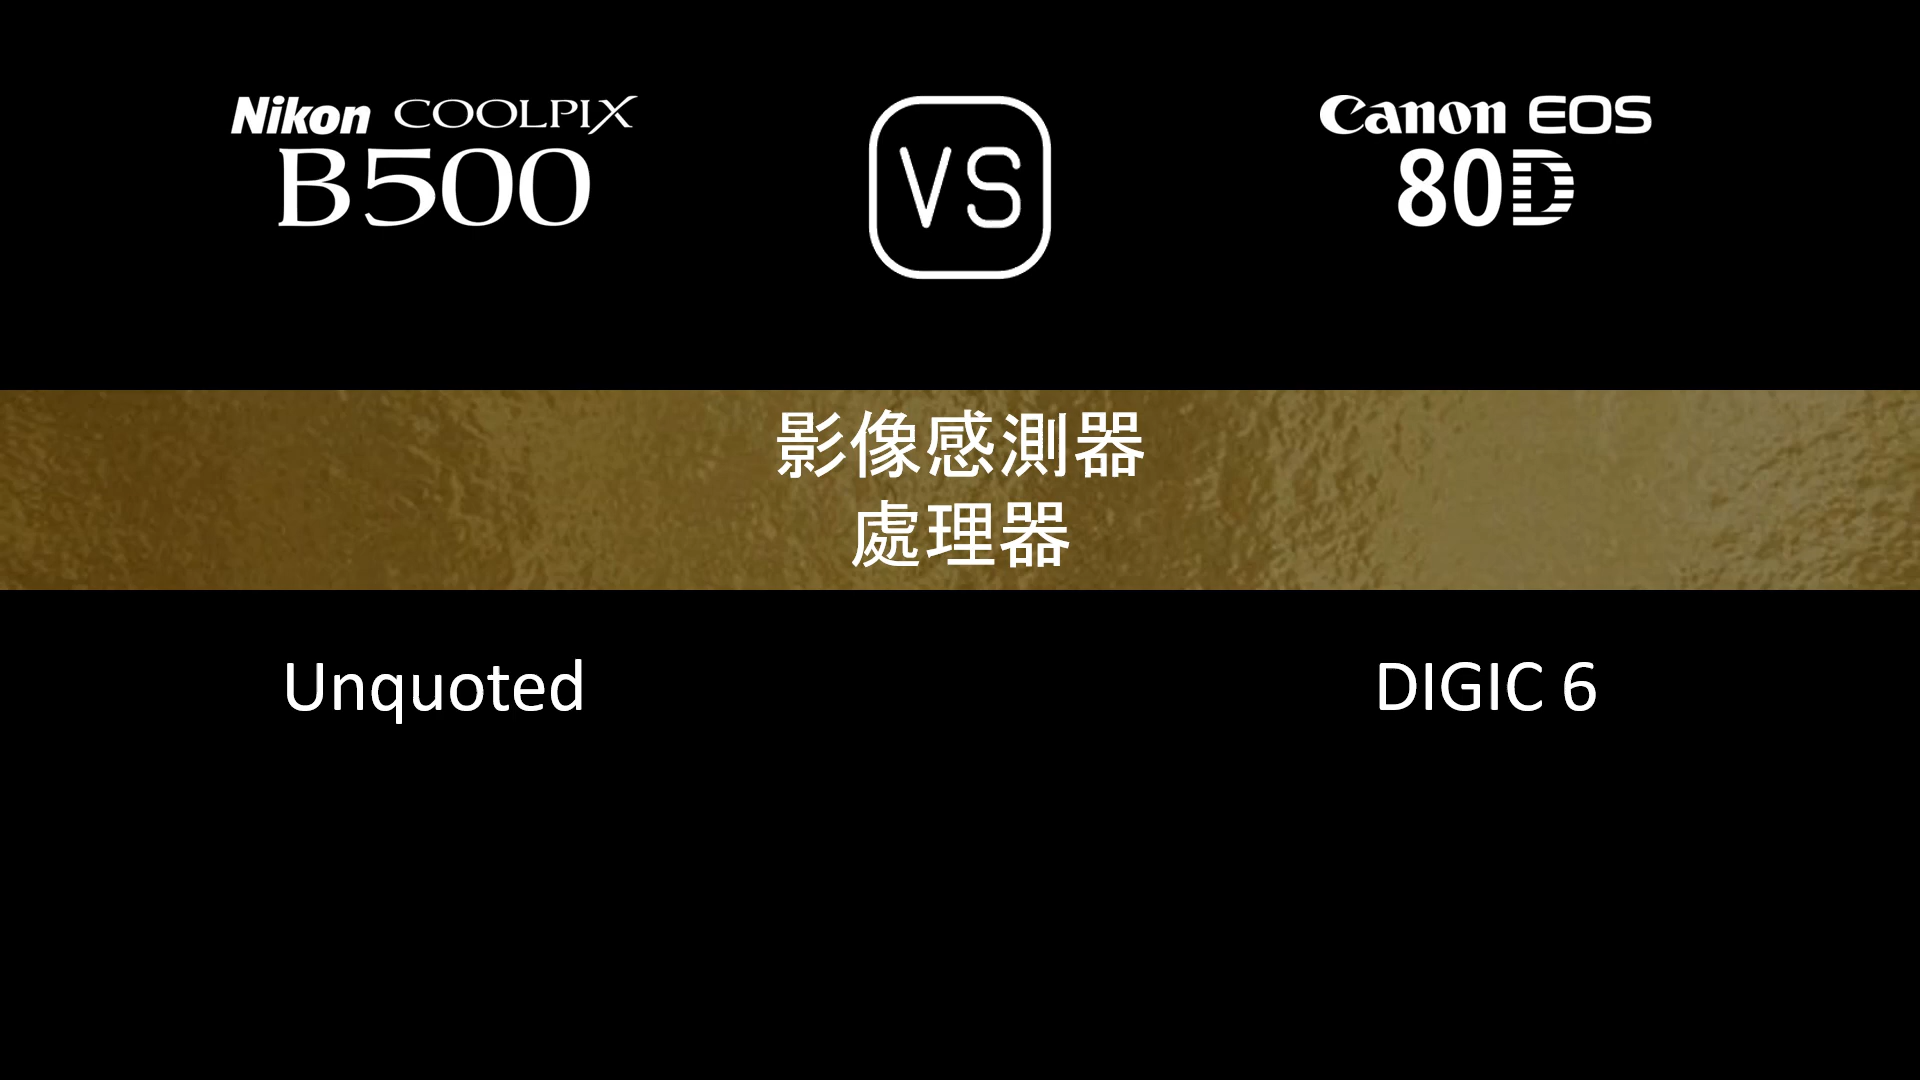 Nikon COOLPIX
B500
VS
Canon EOS
80D
影像感測器
處理器
Unquoted
DIGIC 6